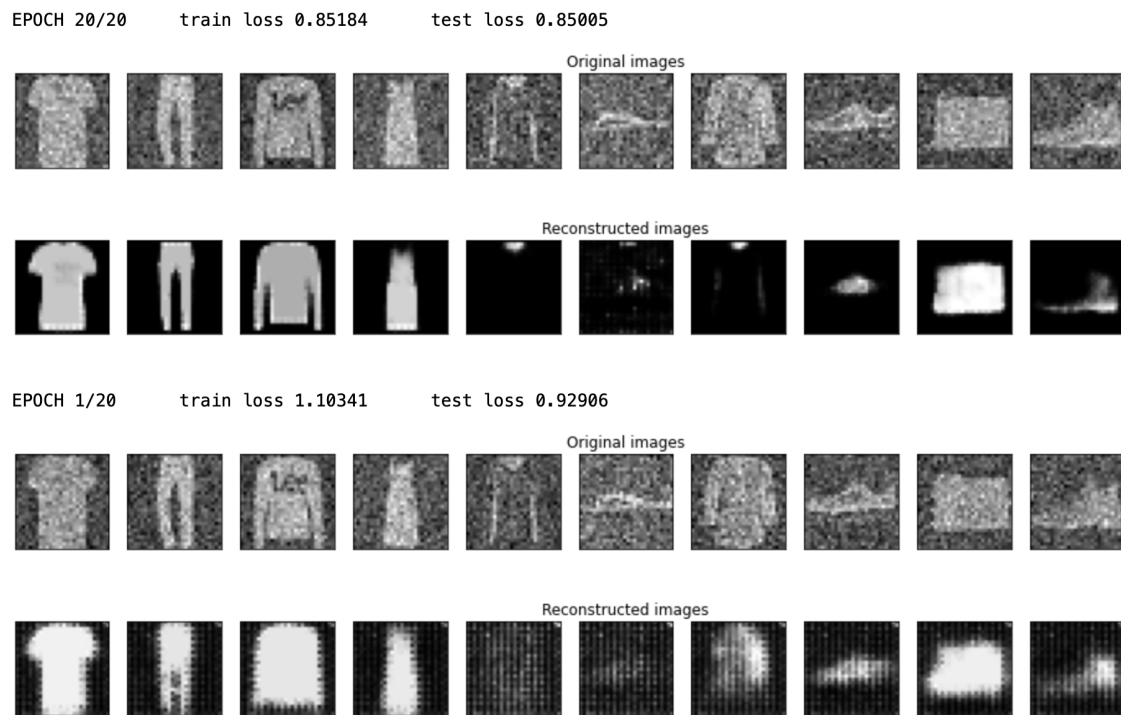 EPOCH 20/20 train loss 0.85184 test loss 0.85005
Original images
Reconstructed images
EPOCH 1/20 train loss 1.10341 test loss 0.92906
Original images
Reconstructed images